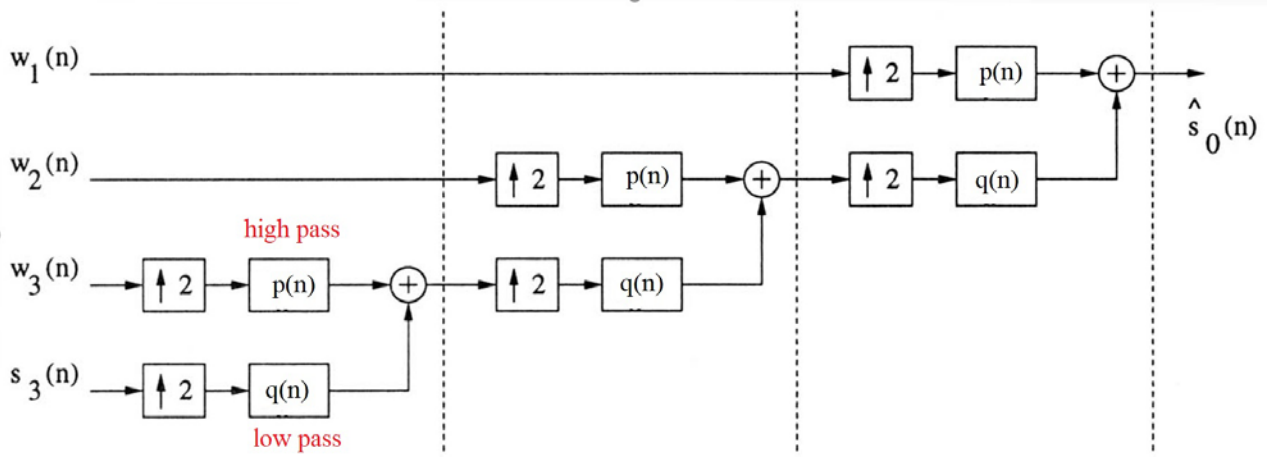 w1(n) ↑ 2 p(n) +
ŝ0(n)
w2(n) ↑ 2 p(n) + ↑ 2 q(n)
high pass
w3(n) ↑ 2 p(n) + ↑ 2 q(n)
s3(n) ↑ 2 q(n)
low pass